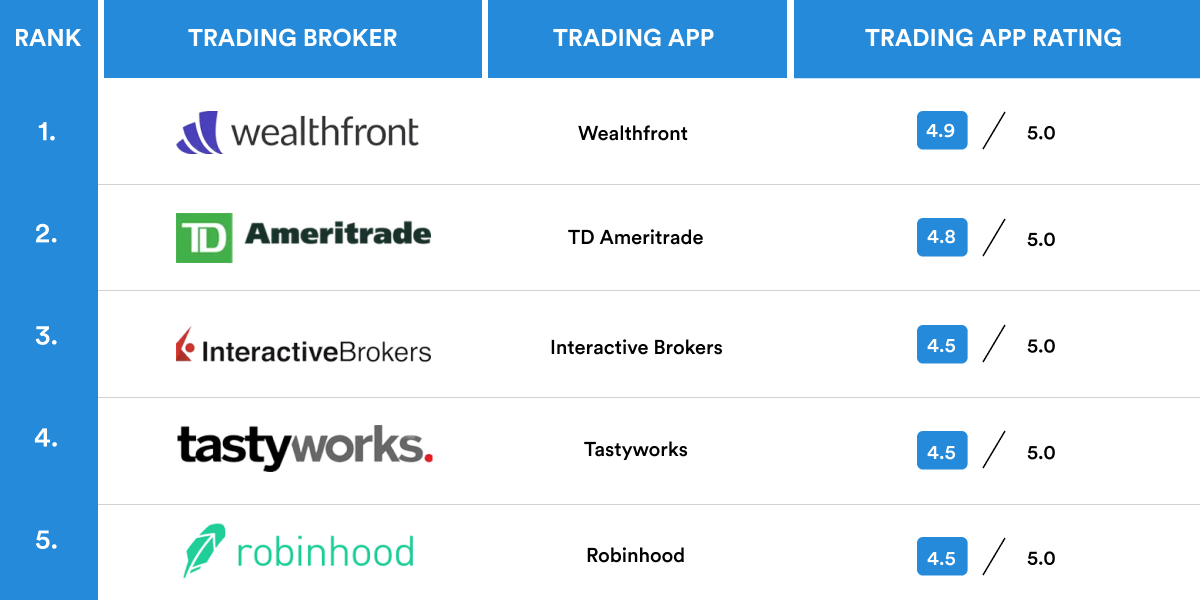 RANK TRADING BROKER TRADING APP TRADING APP RATING
1. wealthfront Wealthfront 4.9 / 5.0
2. TD Ameritrade TD Ameritrade 4.8 / 5.0
3. InteractiveBrokers Interactive Brokers 4.5 / 5.0
4. tastyworks. Tastyworks 4.5 / 5.0
5. robinhood Robinhood 4.5 / 5.0